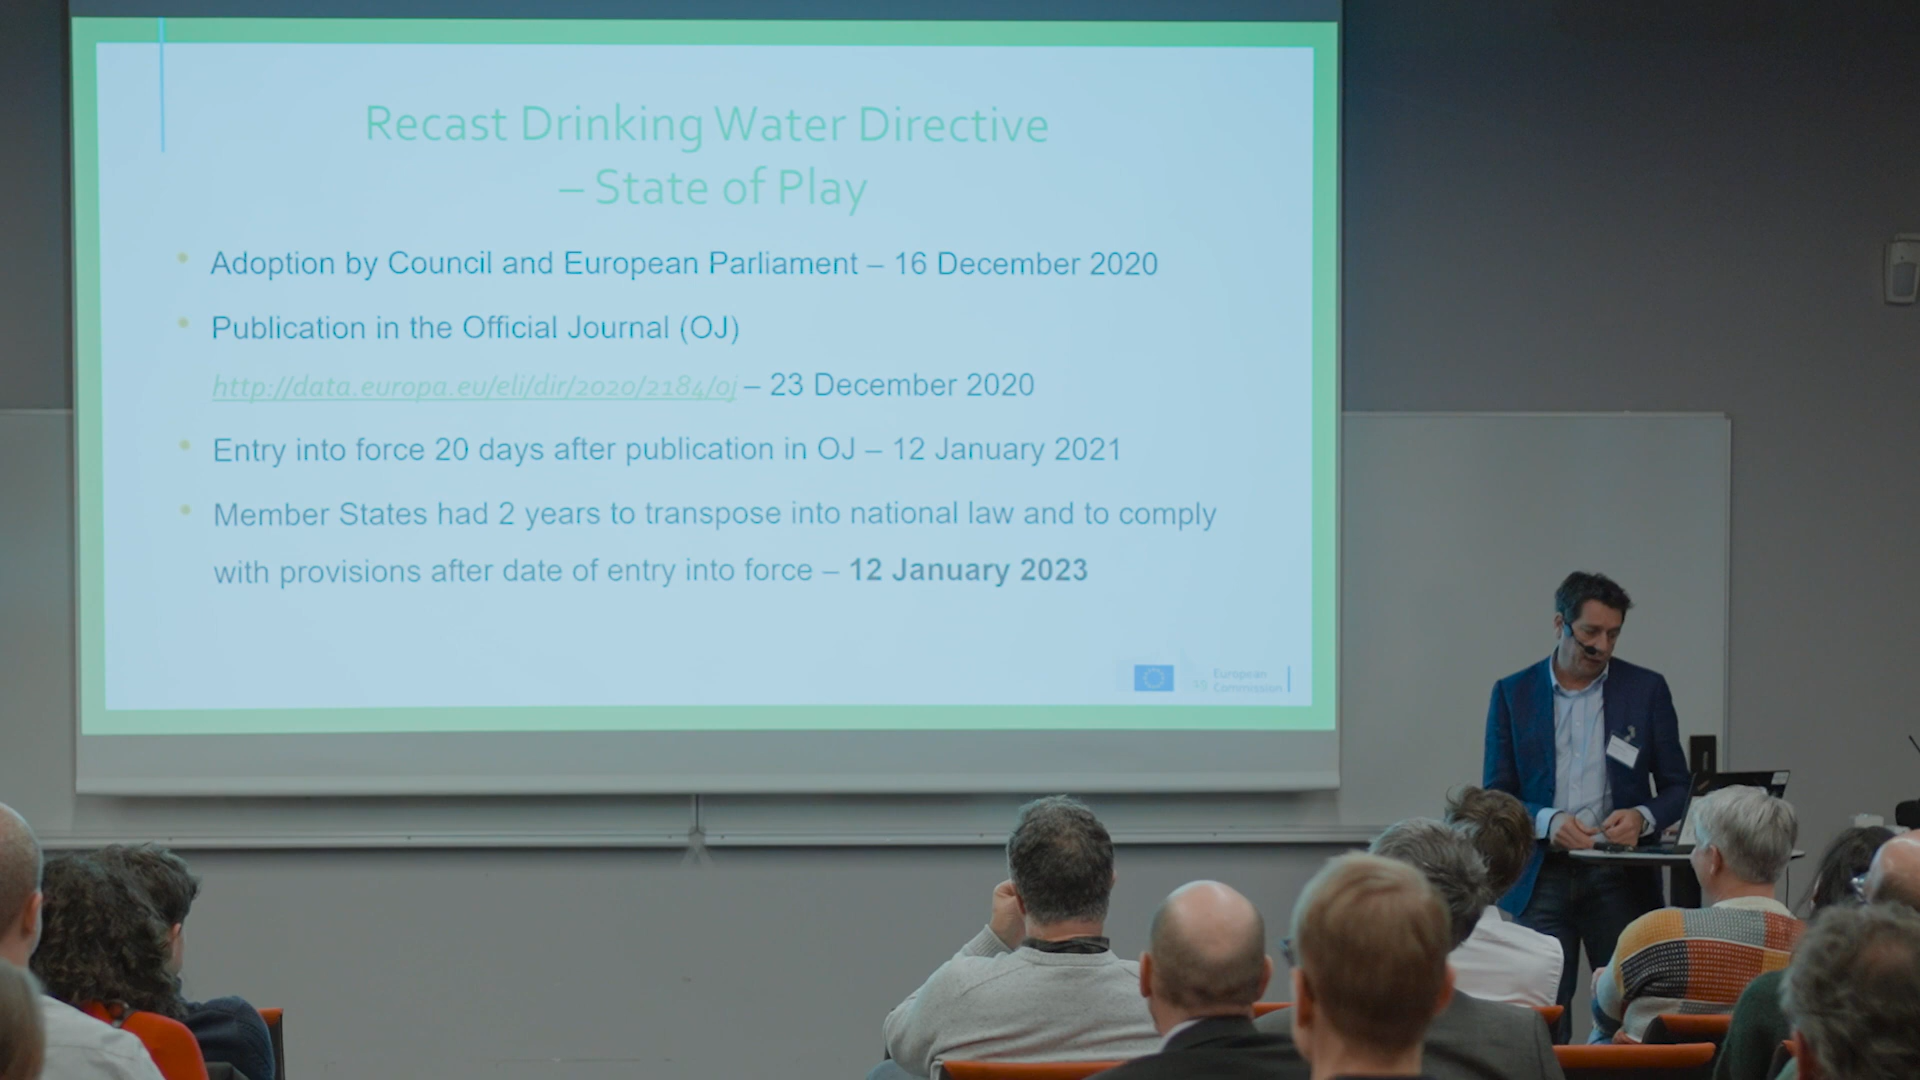 Recast Drinking Water Directive
– State of Play
• Adoption by Council and European Parliament – 16 December 2020
• Publication in the Official Journal (OJ)
http://data.europa.eu/eli/dir/2020/2184/oj – 23 December 2020
• Entry into force 20 days after publication in OJ – 12 January 2021
• Member States had 2 years to transpose into national law and to comply
with provisions after date of entry into force – 12 January 2023
19
European
Commission